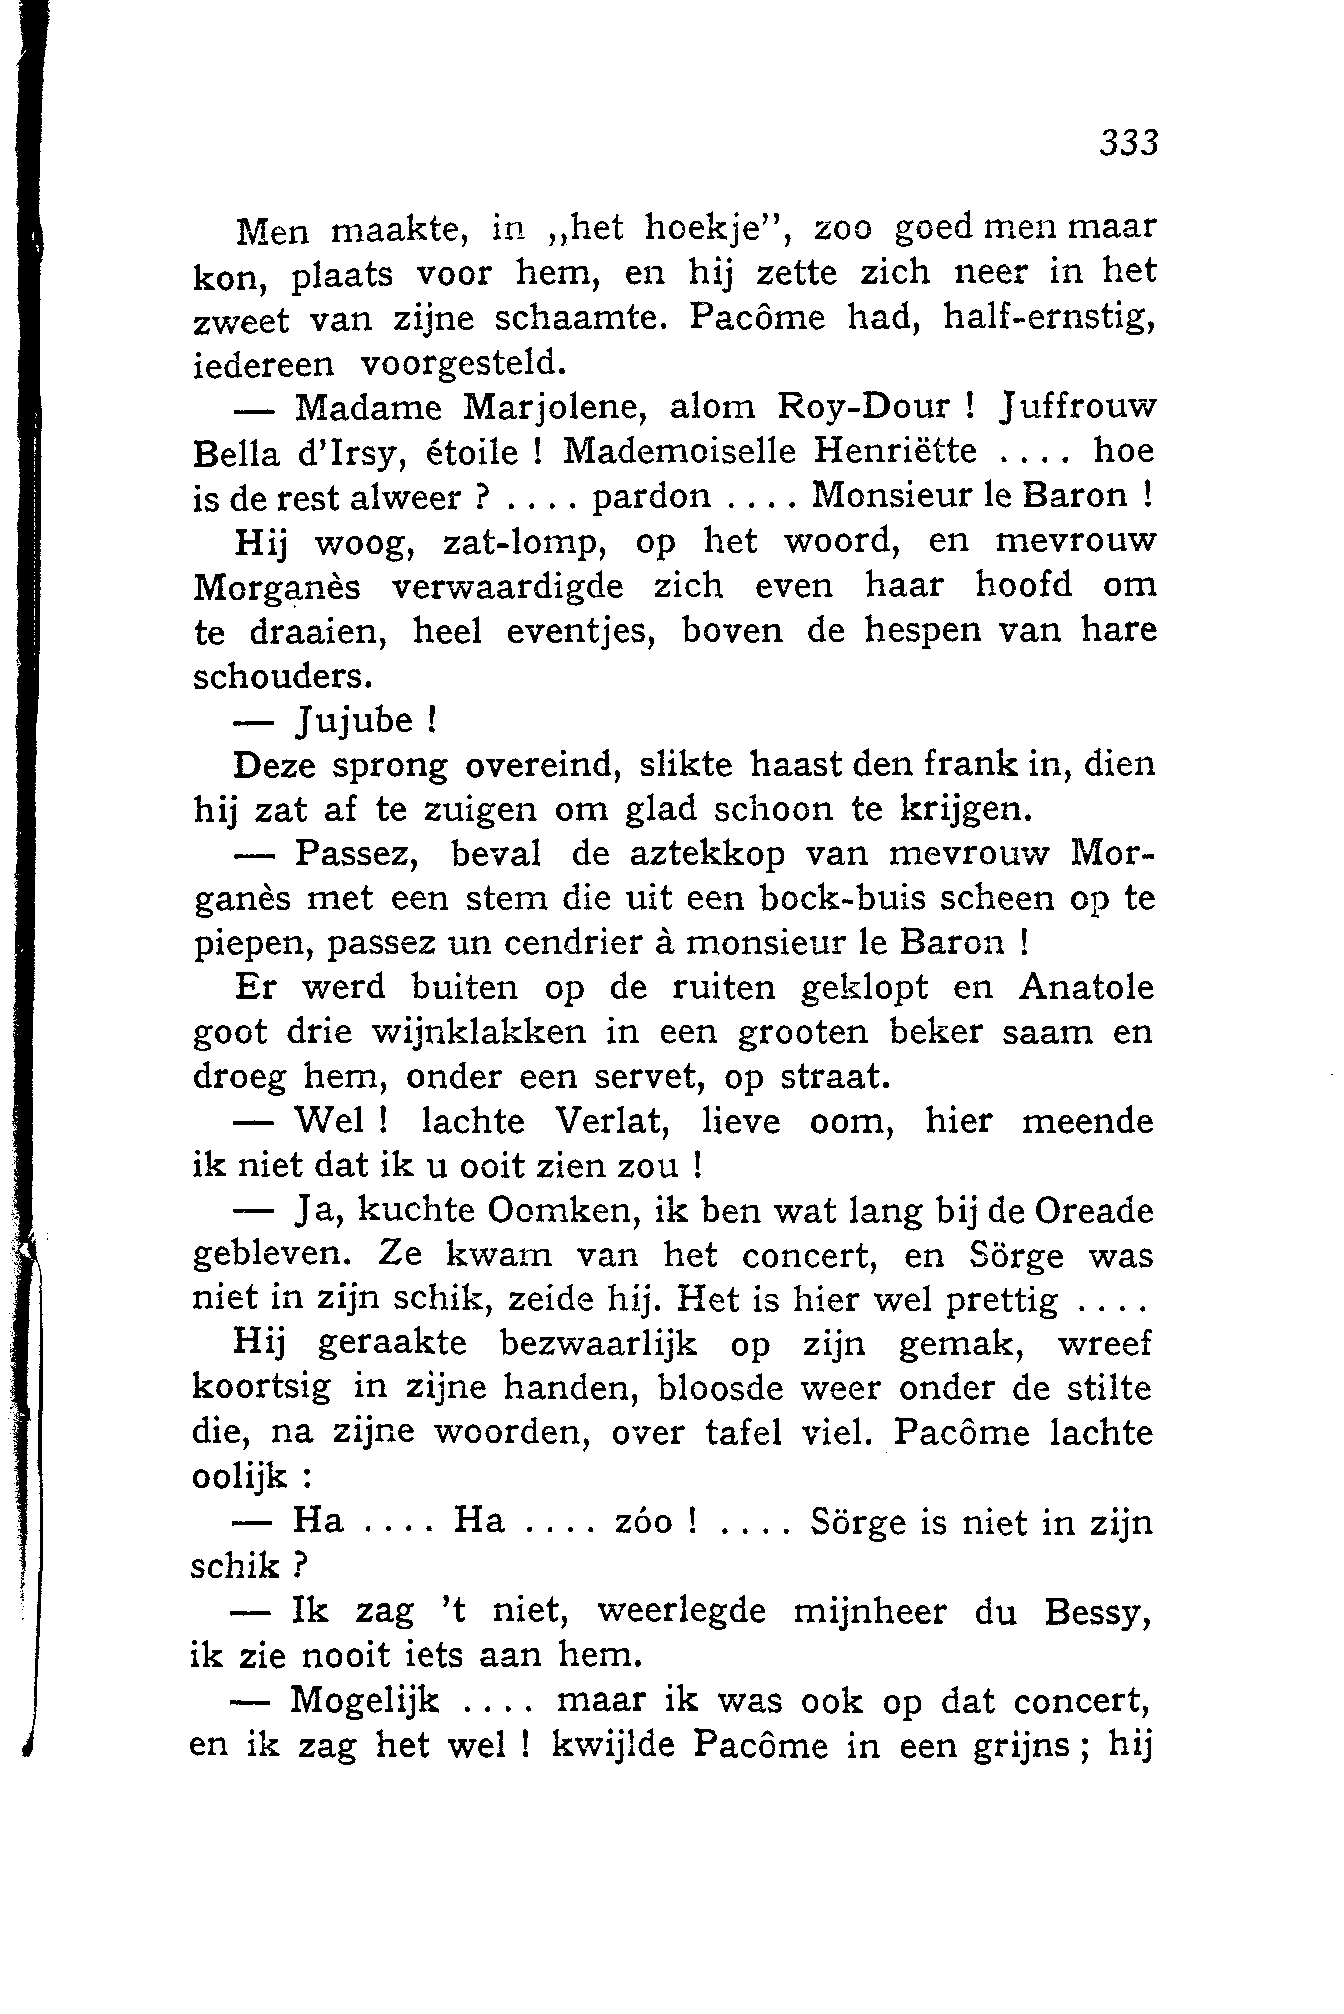 333
Men maakte, in „het hoekje”, zoo goed men maar
kon, plaats voor hem, en hij zette zich neer in het
zweet van zijne schaamte. Pacôme had, half-ernstig,
iedereen voorgesteld.
— Madame Marjolene, alom Roy-Dour ! Juffrouw
Bella d'Irsy, étoile ! Mademoiselle Henriëtte .... hoe
is de rest alweer ? .... pardon .... Monsieur le Baron !
Hij woog, zat-lomp, op het woord, en mevrouw
Morganès verwaardigde zich even haar hoofd om
te draaien, heel eventjes, boven de hespen van hare
schouders.
— Jujube !
Deze sprong overeind, slikte haast den frank in, dien
hij zat af te zuigen om glad schoon te krijgen.
— Passez, beval de aztekkop van mevrouw Mor-
ganès met een stem die uit een bock-buis scheen op te
piepen, passez un cendrier à monsieur le Baron !
Er werd buiten op de ruiten geklopt en Anatole
goot drie wijnklakken in een grooten beker saam en
droeg hem, onder een servet, op straat.
— Wel ! lachte Verlat, lieve oom, hier meende
ik niet dat ik u ooit zien zou !
— Ja, kuchte Oomken, ik ben wat lang bij de Oreade
gebleven. Ze kwam van het concert, en Sörge was
niet in zijn schik, zeide hij. Het is hier wel prettig ....
Hij geraakte bezwaarlijk op zijn gemak, wreef
koortsig in zijne handen, bloosde weer onder de stilte
die, na zijne woorden, over tafel viel. Pacôme lachte
oolijk :
— Ha .... Ha .... zóo ! .... Sörge is niet in zijn
schik ?
— Ik zag 't niet, weerlegde mijnheer du Bessy,
ik zie nooit iets aan hem.
— Mogelijk .... maar ik was ook op dat concert,
en ik zag het wel ! kwijlde Pacôme in een grijns ; hij